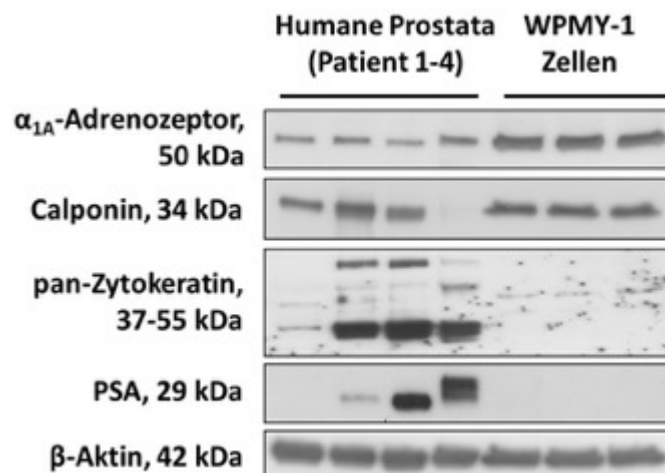 Humane Prostata
(Patient 1-4)
WPMY-1
Zellen
α1A-Adrenozeptor,
50 kDa
Calponin, 34 kDa
pan-Zytokeratin,
37-55 kDa
PSA, 29 kDa
β-Aktin, 42 kDa